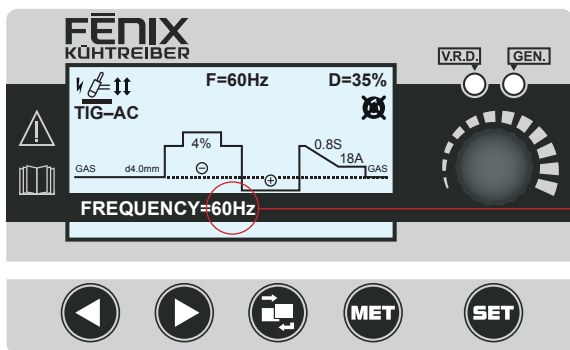 FĒNIX
KÜHTREIBER
V.R.D. GEN.
F=60Hz D=35%
TIG–AC
4% 0.8S
18A
GAS d4.0mm GAS
FREQUENCY=60Hz
MET SET